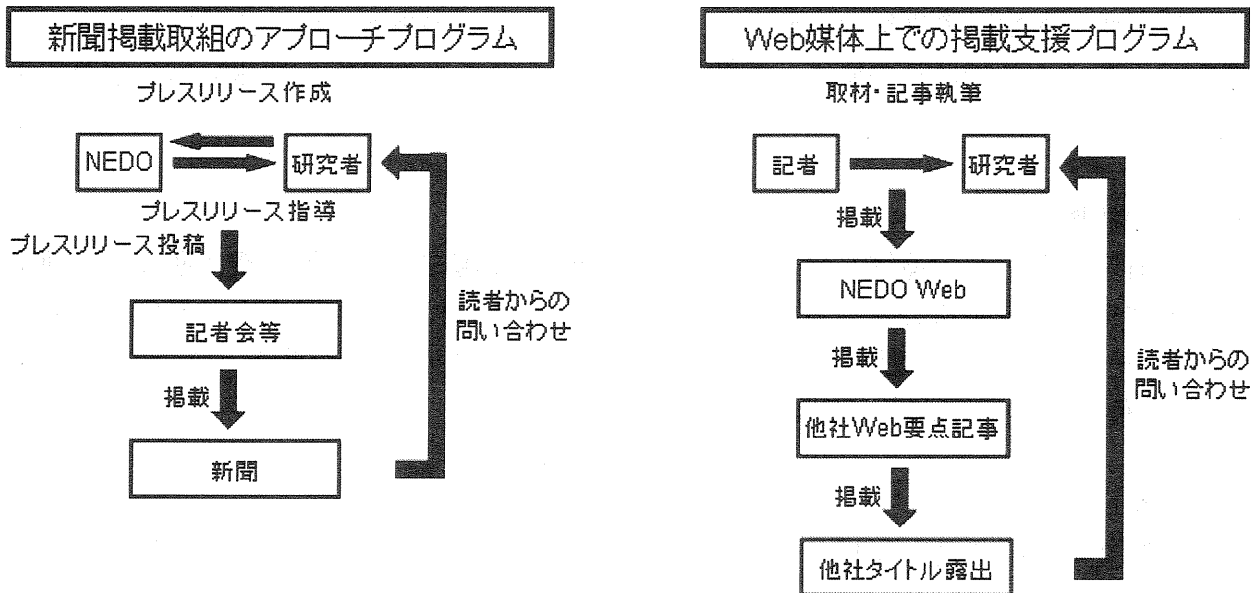 新聞掲載取組のアプローチプログラム
プレスリリース作成
NEDO
研究者
プレスリリース指導
プレスリリース投稿
記者会等
掲載
新聞
読者からの
問い合わせ
Web媒体上での掲載支援プログラム
取材・記事執筆
記者
研究者
掲載
NEDO Web
掲載
他社Web要点記事
掲載
他社タイトル露出
読者からの
問い合わせ